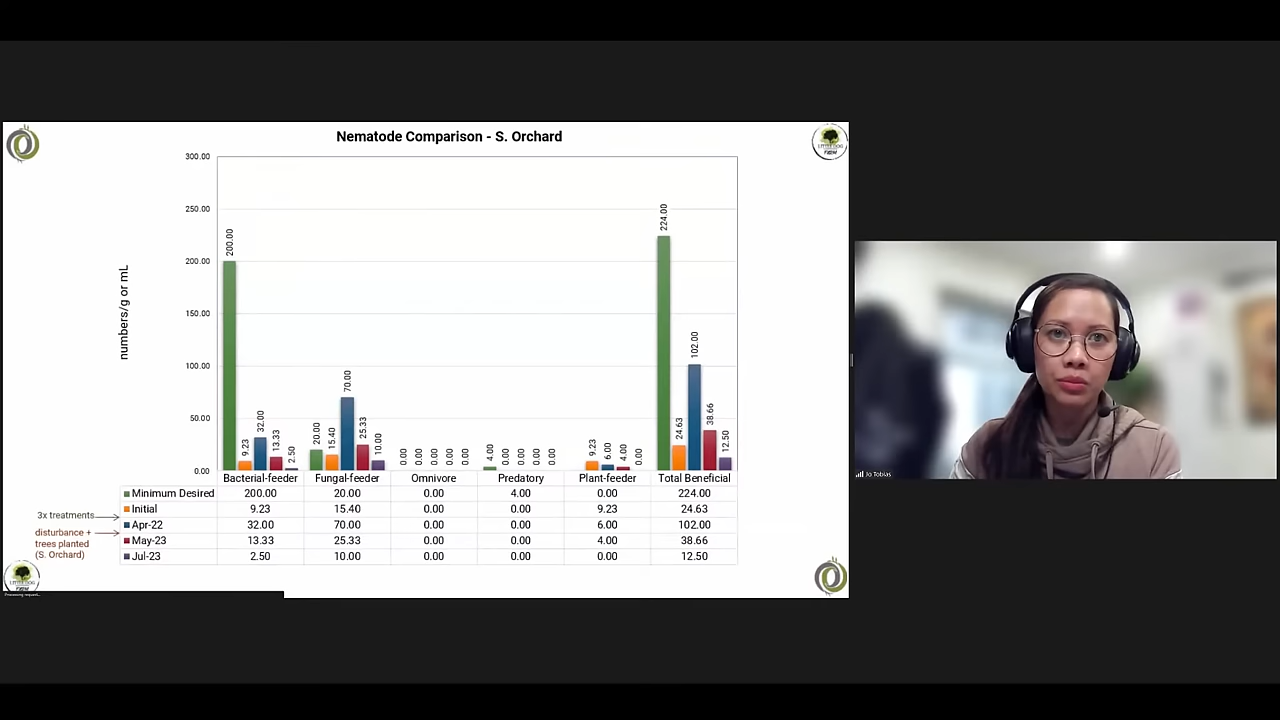 Nematode Comparison - S. Orchard
numbers/g or mL
300.00
250.00
200.00
150.00
100.00
50.00
0.00
200.00 9.23 32.00 13.33 2.50
20.00 15.40 70.00 25.33 10.00
0.00 0.00 0.00 0.00 0.00
4.00 0.00 0.00 0.00 0.00
9.23 6.00 4.00 0.00
224.00 24.63 102.00 38.66 12.50
Bacterial-feeder Fungal-feeder Omnivore Predatory Plant-feeder Total Beneficial
Minimum Desired 200.00 20.00 0.00 4.00 0.00 224.00
Initial 9.23 15.40 0.00 0.00 9.23 24.63
Apr-22 32.00 70.00 0.00 0.00 6.00 102.00
May-23 13.33 25.33 0.00 0.00 4.00 38.66
Jul-23 2.50 10.00 0.00 0.00 0.00 12.50
3x treatments
disturbance +
trees planted
(S. Orchard)
Jo Tobias